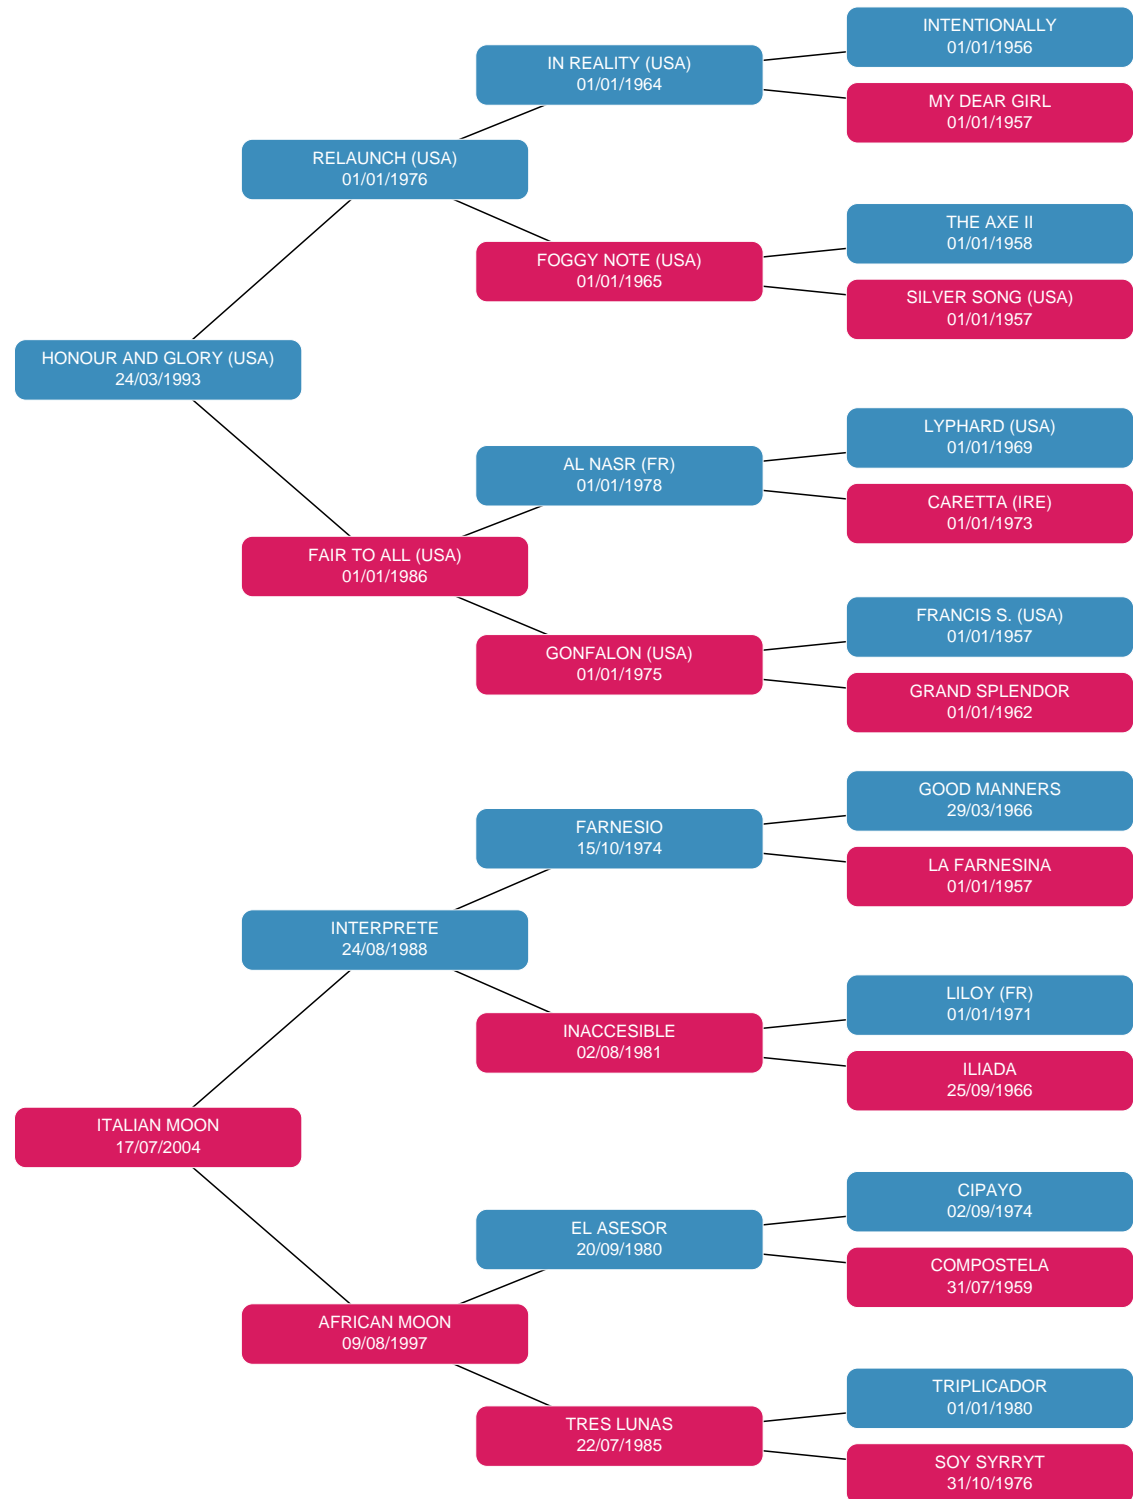 INTENTIONALLY
01/01/1956
IN REALITY (USA)
01/01/1964
MY DEAR GIRL
01/01/1957
RELAUNCH (USA)
01/01/1976
THE AXE II
01/01/1958
FOGGY NOTE (USA)
01/01/1965
SILVER SONG (USA)
01/01/1957
HONOUR AND GLORY (USA)
24/03/1993
LYPHARD (USA)
01/01/1969
AL NASR (FR)
01/01/1978
CARETTA (IRE)
01/01/1973
FAIR TO ALL (USA)
01/01/1986
FRANCIS S. (USA)
01/01/1957
GONFALON (USA)
01/01/1975
GRAND SPLENDOR
01/01/1962
GOOD MANNERS
29/03/1966
FARNESIO
15/10/1974
LA FARNESINA
01/01/1957
INTERPRETE
24/08/1988
LILOY (FR)
01/01/1971
INACCESIBLE
02/08/1981
ILIADA
25/09/1966
ITALIAN MOON
17/07/2004
CIPAYO
02/09/1974
EL ASESOR
20/09/1980
COMPOSTELA
31/07/1959
AFRICAN MOON
09/08/1997
TRIPLICADOR
01/01/1980
TRES LUNAS
22/07/1985
SOY SYRRYT
31/10/1976